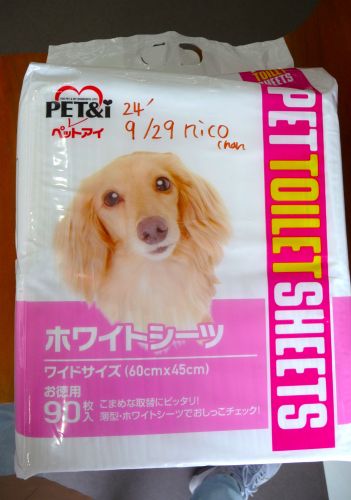 TOILET
SHEETS
PET&i
ペットアイ
24'
9/29 nico
chan
PET TOILET SHEETS
ホワイトシーツ
ワイドサイズ(60cm×45cm)
お徳用
90枚入
こまめな取替にピッタリ!
薄型・ホワイトシーツでおしっこチェック!